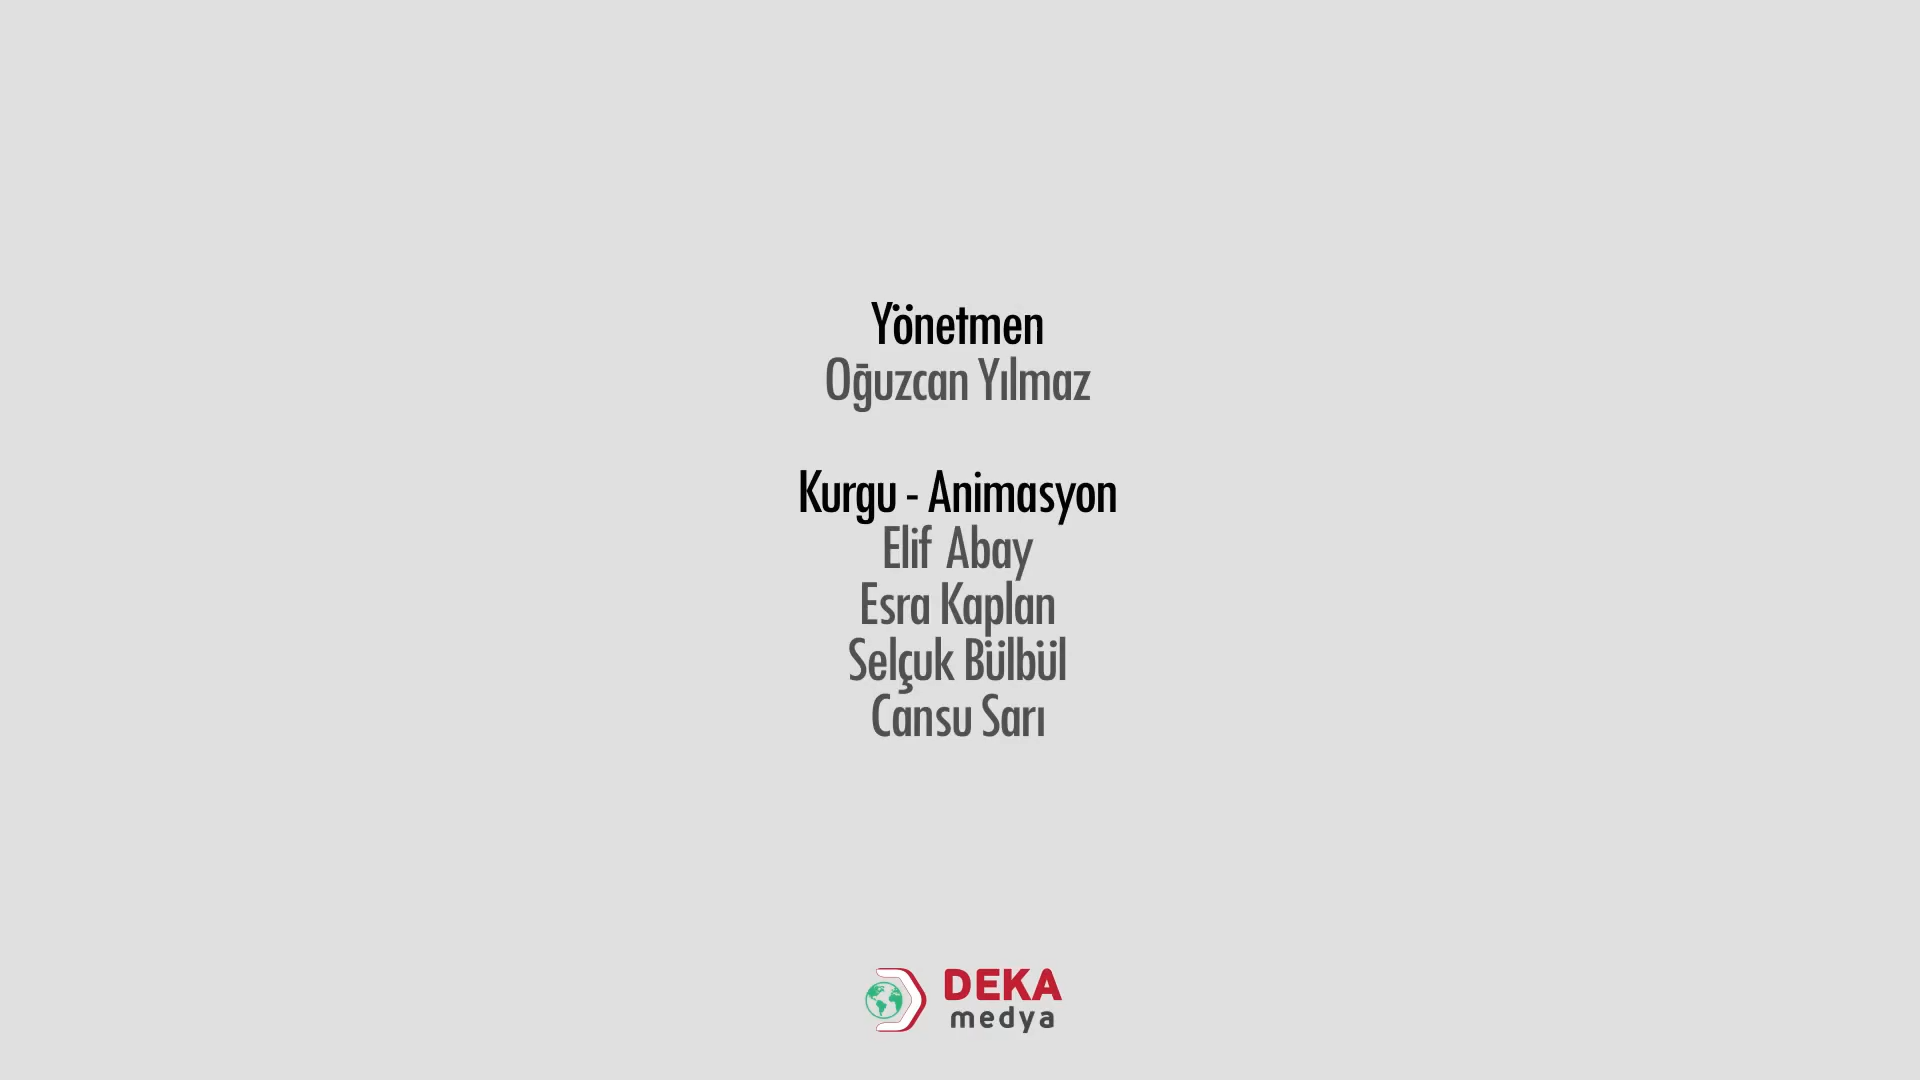 Yönetmen
Oğuzcan Yılmaz
Kurgu - Animasyon
Elif Abay
Esra Kaplan
Selçuk Bülbül
Cansu Sarı
DEKA
medya